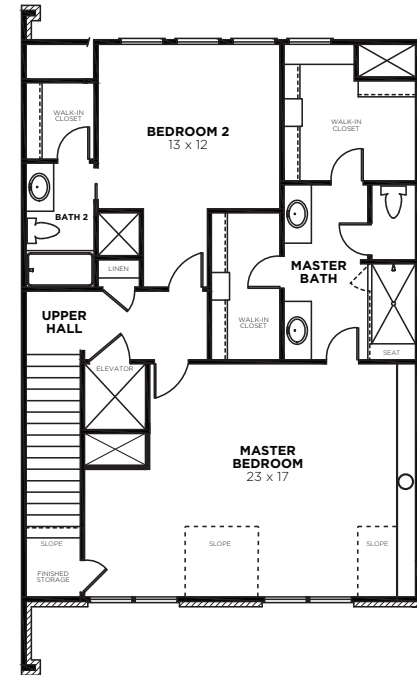 WALK-IN
CLOSET
BEDROOM 2
13 x 12
WALK-IN
CLOSET
BATH 2
LINEN
MASTER
BATH
UPPER
HALL
WALK-IN
CLOSET
SEAT
ELEVATOR
MASTER
BEDROOM
23 x 17
SLOPE
SLOPE
SLOPE
FINISHED
STORAGE